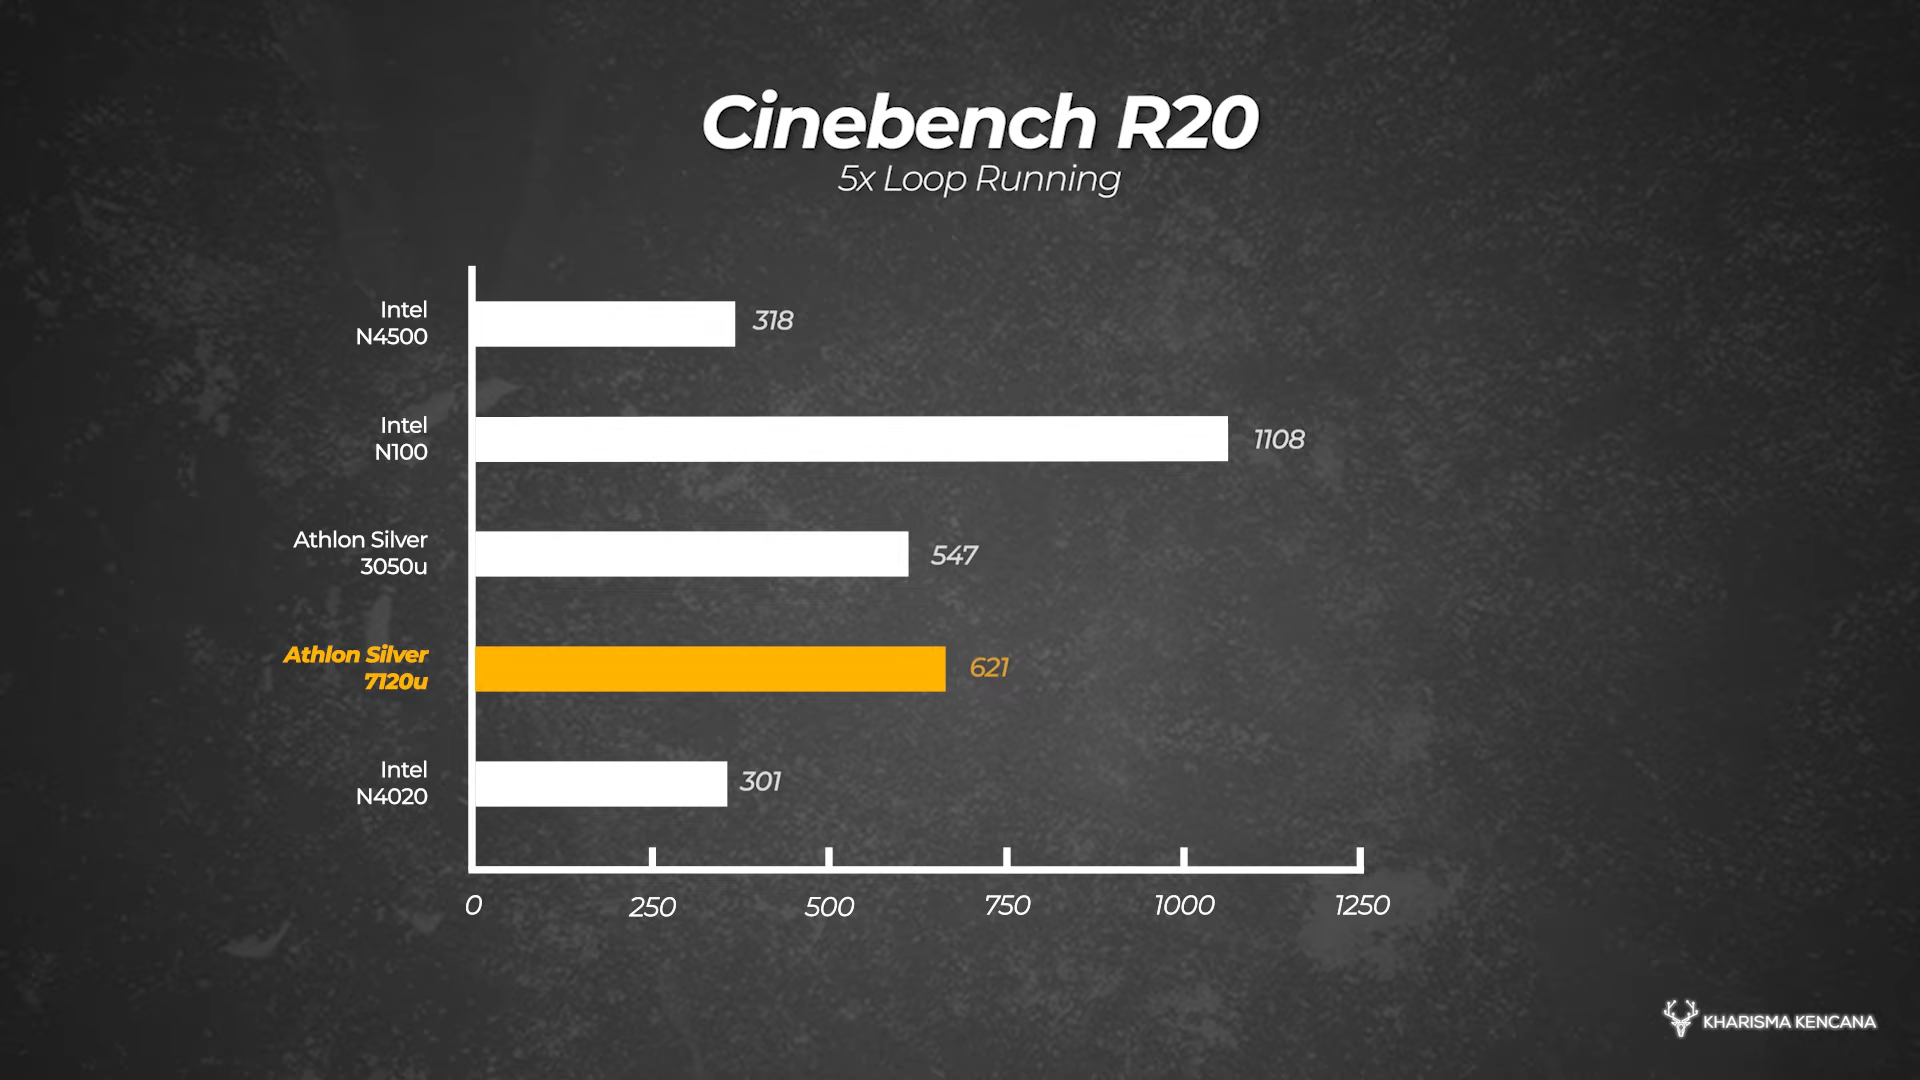 Cinebench R20
5x Loop Running
Intel
N4500
318
Intel
N100
1108
Athlon Silver
3050u
547
Athlon Silver
7120u
621
Intel
N4020
301
0 250 500 750 1000 1250
KHARISMA KENCANA